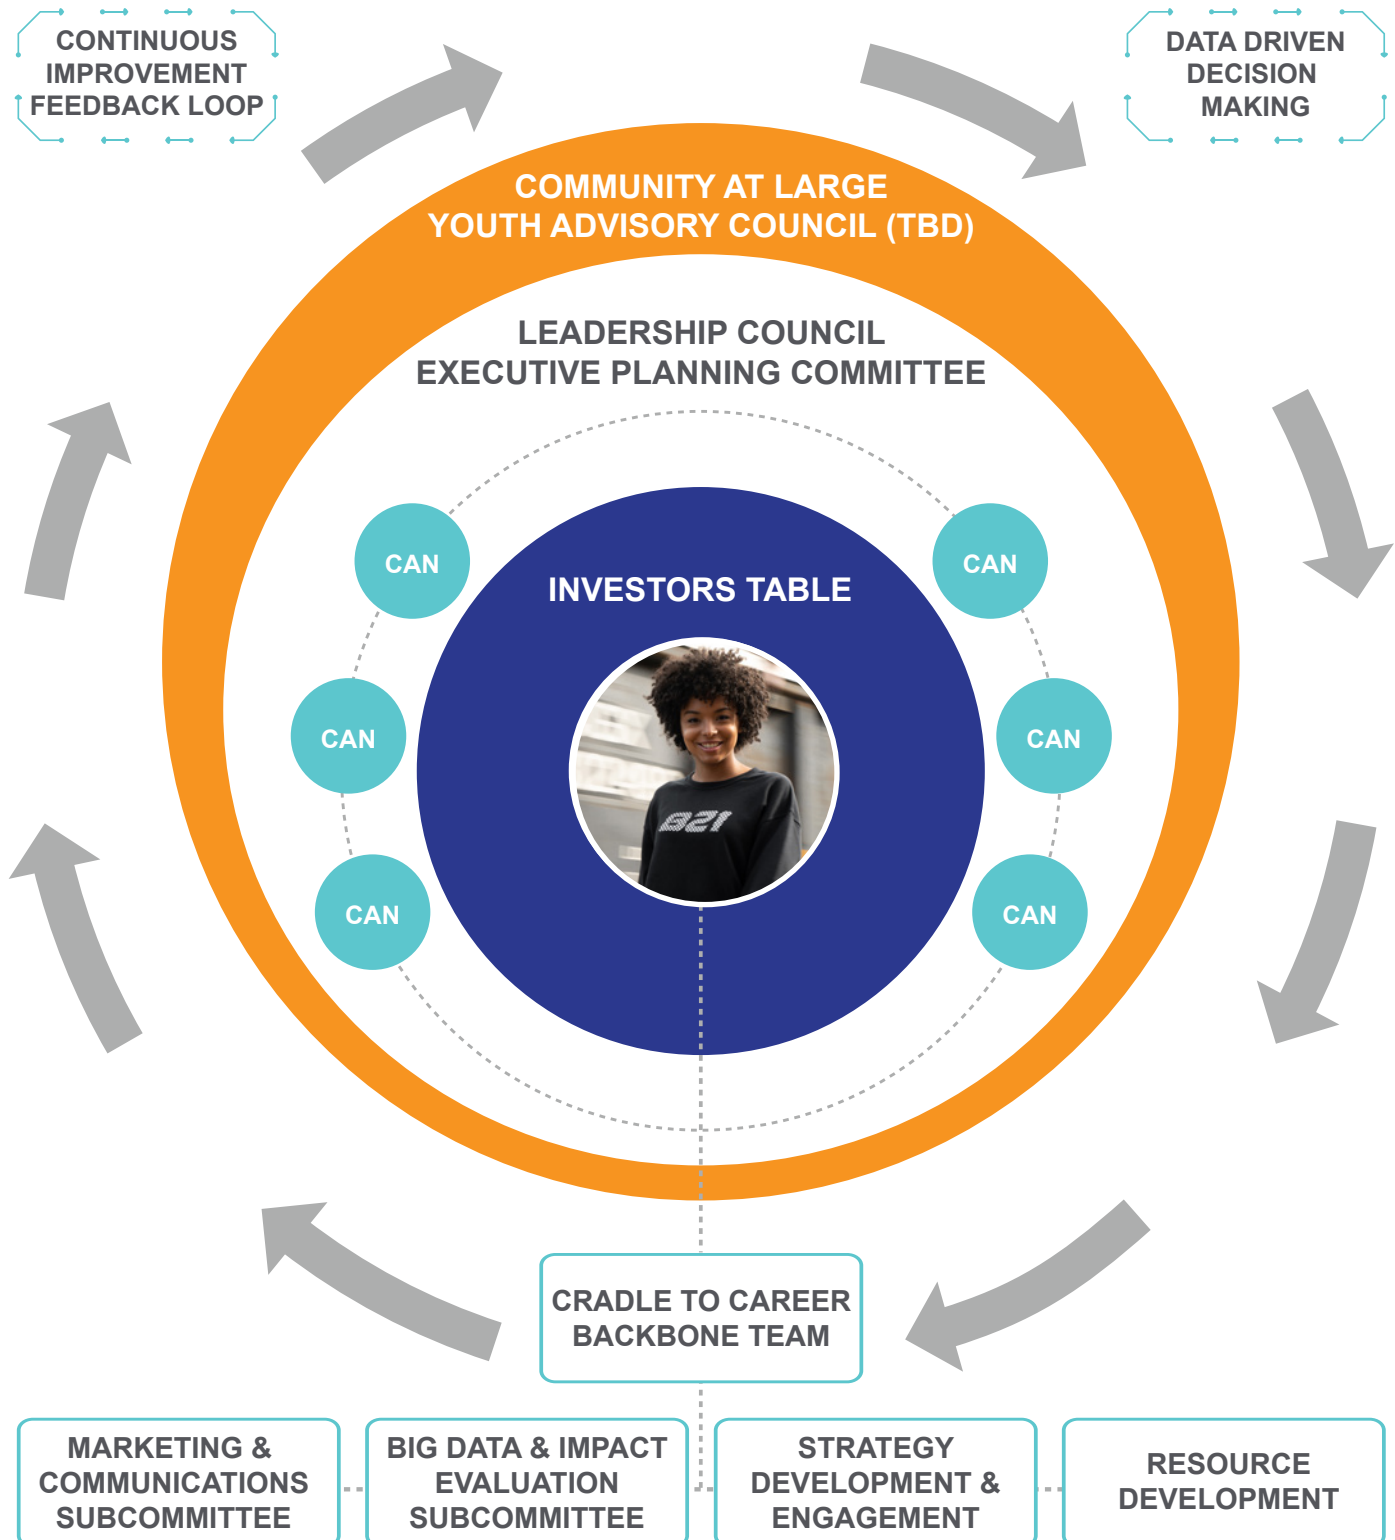 CONTINUOUS
IMPROVEMENT
FEEDBACK LOOP
DATA DRIVEN
DECISION
MAKING
COMMUNITY AT LARGE
YOUTH ADVISORY COUNCIL (TBD)
LEADERSHIP COUNCIL
EXECUTIVE PLANNING COMMITTEE
CAN
CAN
INVESTORS TABLE
CAN
CAN
B21
CAN
CAN
CRADLE TO CAREER
BACKBONE TEAM
MARKETING &
COMMUNICATIONS
SUBCOMMITTEE
BIG DATA & IMPACT
EVALUATION
SUBCOMMITTEE
STRATEGY
DEVELOPMENT &
ENGAGEMENT
RESOURCE
DEVELOPMENT